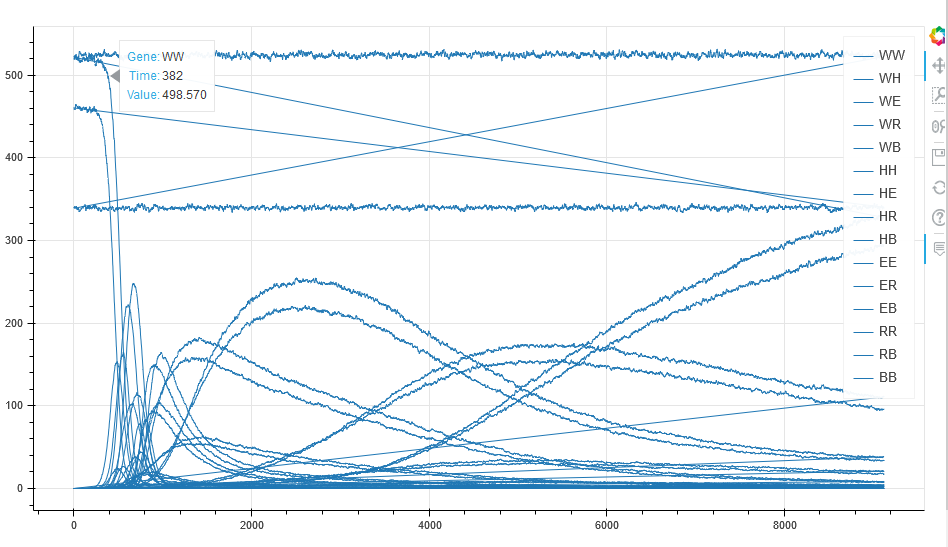 Gene: WW
Time: 382
Value: 498.570
500
400
300
200
100
0
0
2000
4000
6000
8000
WW
WH
WE
WR
WB
HH
HE
HR
HB
EE
ER
EB
RR
RB
BB